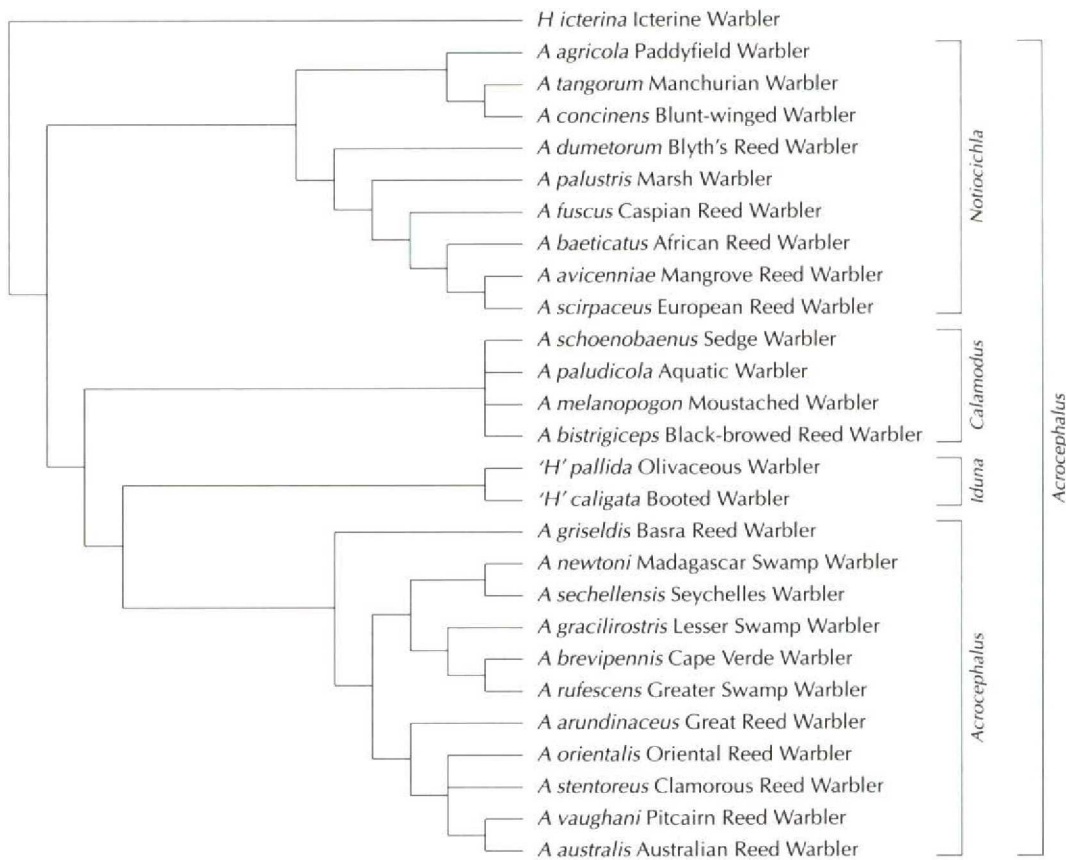 H icterina Icterine Warbler
A agricola Paddyfield Warbler
A tangorum Manchurian Warbler
A concinens Blunt-winged Warbler
A dumetorum Blyth's Reed Warbler
A palustris Marsh Warbler
A fuscus Caspian Reed Warbler
A baeticatus African Reed Warbler
A avicenniae Mangrove Reed Warbler
A scirpaceus European Reed Warbler
Notiocichla
A schoenobaenus Sedge Warbler
A paludicola Aquatic Warbler
A melanopogon Moustached Warbler
A bistrigiceps Black-browed Reed Warbler
Calamodus
'H' pallida Olivaceous Warbler
'H' caligata Booted Warbler
Iduna
A griseldis Basra Reed Warbler
A newtoni Madagascar Swamp Warbler
A sechellensis Seychelles Warbler
A gracilirostris Lesser Swamp Warbler
A brevipennis Cape Verde Warbler
A rufescens Greater Swamp Warbler
A arundinaceus Great Reed Warbler
A orientalis Oriental Reed Warbler
A stentoreus Clamorous Reed Warbler
A vaughani Pitcairn Reed Warbler
A australis Australian Reed Warbler
Acrocephalus
Acrocephalus